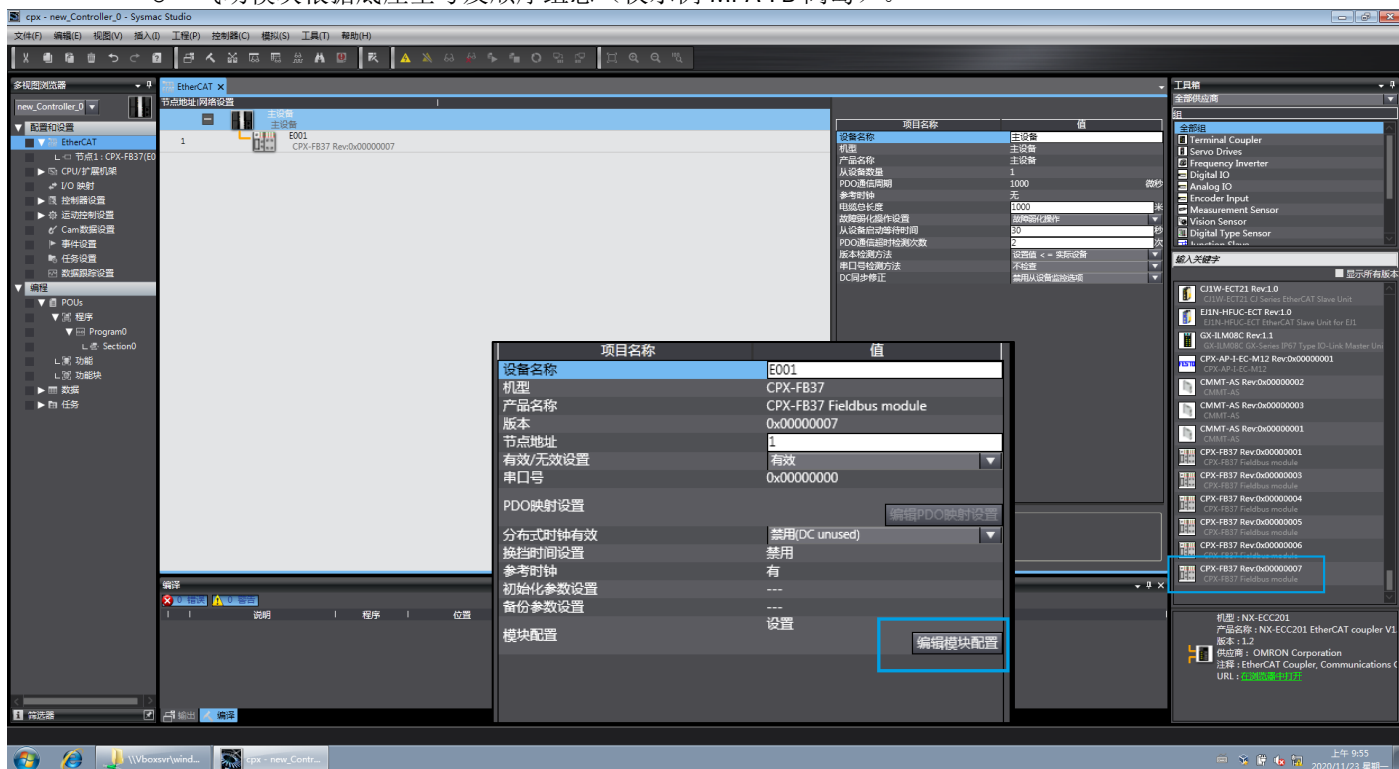 cpx - new_Controller_0 - Sysmac Studio
文件(F) 编辑(E) 视图(V) 插入(I) 工程(P) 控制器(C) 模拟(S) 工具(T) 帮助(H)
多视图浏览器
new_Controller_0
配置和设置
EtherCAT
节点1 : CPX-FB37(E0
CPU/扩展机架
I/O 映射
控制器设置
运动控制设置
Cam数据设置
事件设置
任务设置
数据跟踪设置
编程
POUs
程序
Program0
Section0
功能
功能块
数据
任务
筛选器
EtherCAT
节点地址 网络设置
主设备
主设备
1
E001
CPX-FB37 Rev:0x00000007
项目名称 值
设备名称 主设备
机型 主设备
产品名称 主设备
从设备数量 1
PDO通信周期 1000 微秒
参考时钟 无
电缆总长度 1000 米
故障弱化操作设置 故障弱化操作
从设备启动等待时间 30 秒
PDO通信超时检测次数 2 次
版本检测方法 设置值 < = 实际设备
串口号检测方法 不检查
DC同步修正 禁用从设备监控选项
项目名称 值
设备名称 E001
机型 CPX-FB37
产品名称 CPX-FB37 Fieldbus module
版本 0x00000007
节点地址 1
有效/无效设置 有效
串口号 0x00000000
PDO映射设置 编辑PDO映射设置
分布式时钟有效 禁用(DC unused)
换挡时间设置 禁用
参考时钟 有
初始化参数设置 ---
备份参数设置 ---
模块配置 设置
编辑模块配置
编译
0 错误 0 警告
说明 程序 位置
输出 编译
工具箱
全部供应商
组
全部组
Terminal Coupler
Servo Drives
Frequency Inverter
Digital IO
Analog IO
Encoder Input
Measurement Sensor
Vision Sensor
Digital Type Sensor
Junction Slave
输入关键字
显示所有版本
CJ1W-ECT21 Rev:1.0
CJ1W-ECT21 CJ Series EtherCAT Slave Unit
EJ1N-HFUC-ECT Rev:1.0
EJ1N-HFUC-ECT EtherCAT Slave Unit for EJ1
GX-ILM08C Rev:1.1
GX-ILM08C GX-Series IP67 Type IO-Link Master Uni
FESTO
CPX-AP-I-EC-M12 Rev:0x00000001
CPX-AP-I-EC-M12
CMMT-AS Rev:0x00000002
CMMT-AS
CMMT-AS Rev:0x00000003
CMMT-AS
CMMT-AS Rev:0x00000001
CMMT-AS
CPX-FB37 Rev:0x00000001
CPX-FB37 Fieldbus module
CPX-FB37 Rev:0x00000003
CPX-FB37 Fieldbus module
CPX-FB37 Rev:0x00000004
CPX-FB37 Fieldbus module
CPX-FB37 Rev:0x00000005
CPX-FB37 Fieldbus module
CPX-FB37 Rev:0x00000006
CPX-FB37 Fieldbus module
CPX-FB37 Rev:0x00000007
CPX-FB37 Fieldbus module
机型 : NX-ECC201
产品名称 : NX-ECC201 EtherCAT coupler V1
版本 : 1.2
供应商 : OMRON Corporation
注释 : EtherCAT Coupler, Communications C
URL : 在浏览器中打开
\\Vboxsvr\wind...
cpx - new_Contr...
上午 9:55
2020/11/23 星期一